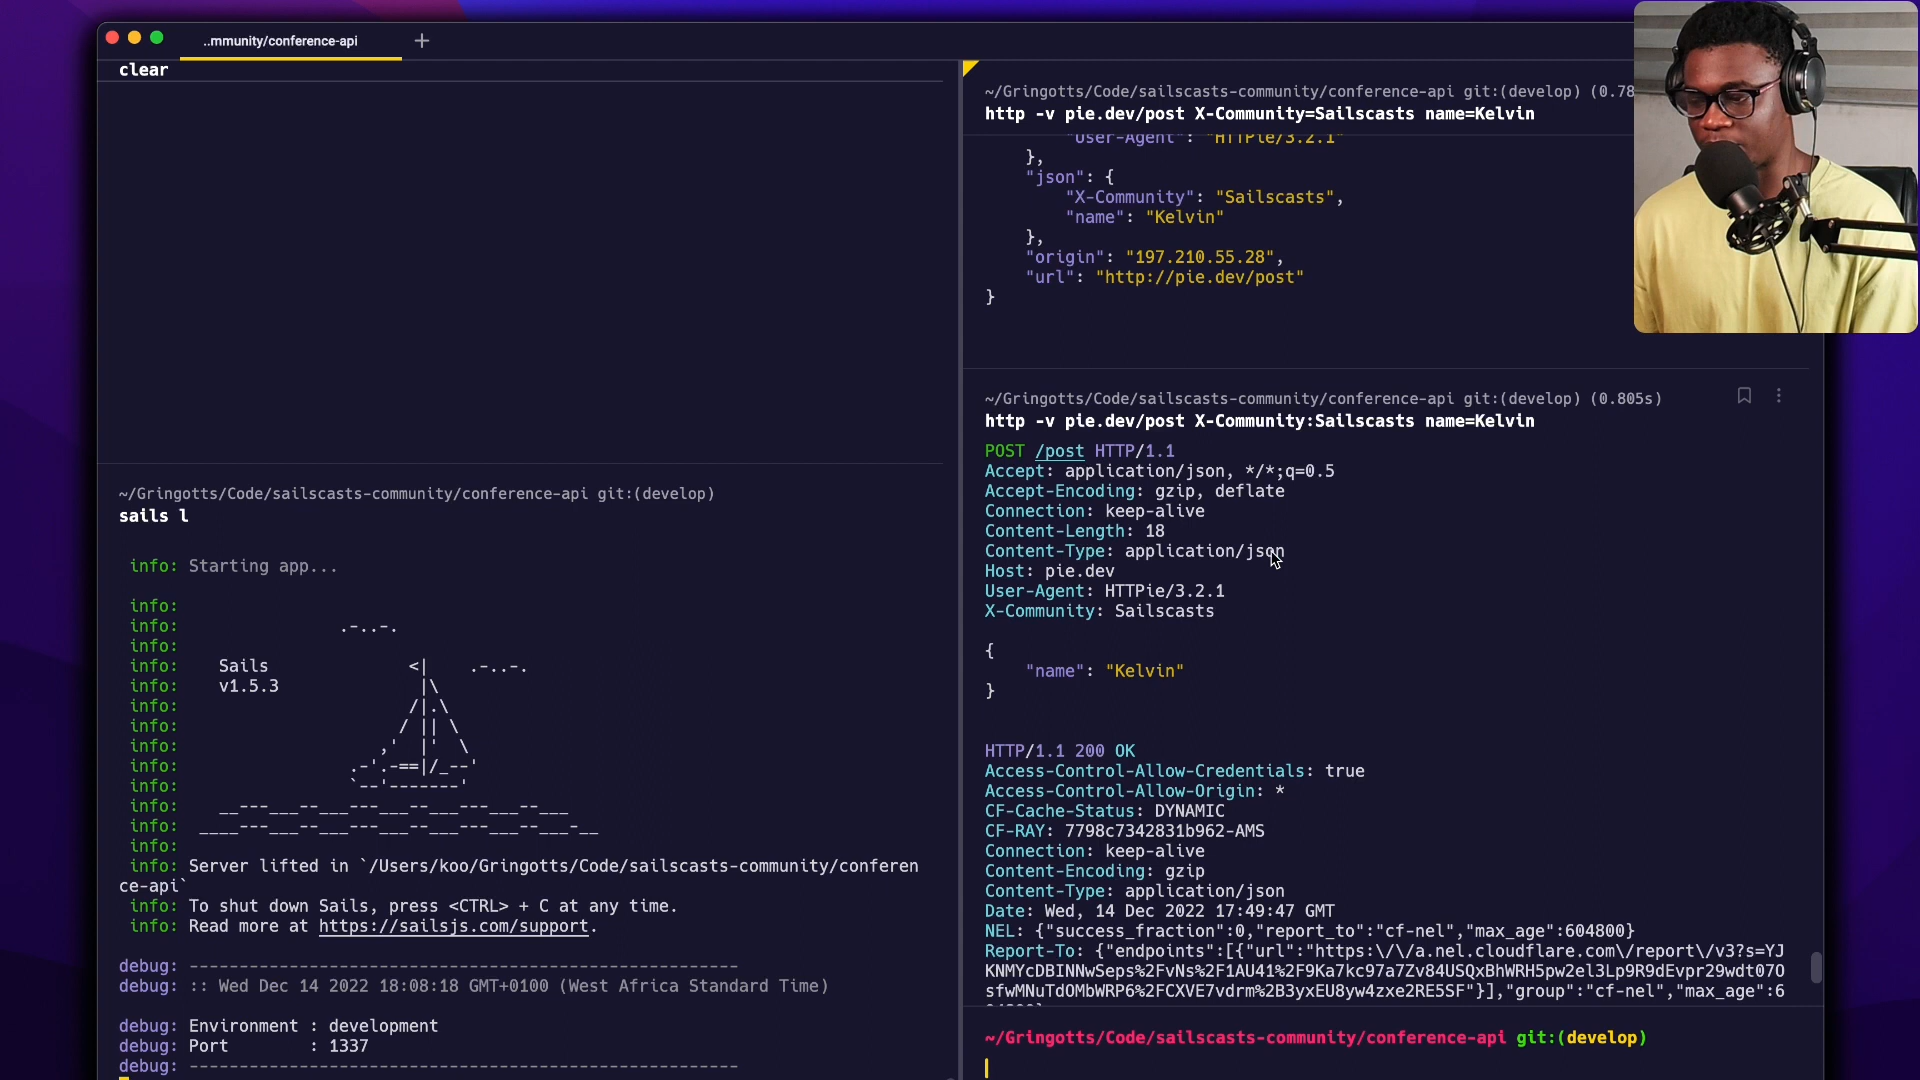 ..mmunity/conference-api
clear
~/Gringotts/Code/sailscasts-community/conference-api git:(develop)
sails l
info: Starting app...
info:
info: .-..-.
info:
info: Sails <| .-..-.
info: v1.5.3 |\
info: /|.\
info: / || \
info: ,' |' \
info: .-'.-==|/_--'
info: `--'-------'
info: __---___--___---___--___---___--___
info: ____---___--___---___--___---___--___-__
info:
info: Server lifted in `/Users/koo/Gringotts/Code/sailscasts-community/conferen
ce-api`
info: To shut down Sails, press <CTRL> + C at any time.
info: Read more at https://sailsjs.com/support.
debug: -------------------------------------------------------
debug: :: Wed Dec 14 2022 18:08:18 GMT+0100 (West Africa Standard Time)
debug: Environment : development
debug: Port : 1337
debug: -------------------------------------------------------
~/Gringotts/Code/sailscasts-community/conference-api git:(develop) (0.78
http -v pie.dev/post X-Community=Sailscasts name=Kelvin
"User-Agent": "HTTPie/3.2.1"
},
"json": {
"X-Community": "Sailscasts",
"name": "Kelvin"
},
"origin": "197.210.55.28",
"url": "http://pie.dev/post"
}
~/Gringotts/Code/sailscasts-community/conference-api git:(develop) (0.805s)
http -v pie.dev/post X-Community:Sailscasts name=Kelvin
POST /post HTTP/1.1
Accept: application/json, */*;q=0.5
Accept-Encoding: gzip, deflate
Connection: keep-alive
Content-Length: 18
Content-Type: application/json
Host: pie.dev
User-Agent: HTTPie/3.2.1
X-Community: Sailscasts
{
"name": "Kelvin"
}
HTTP/1.1 200 OK
Access-Control-Allow-Credentials: true
Access-Control-Allow-Origin: *
CF-Cache-Status: DYNAMIC
CF-RAY: 7798c7342831b962-AMS
Connection: keep-alive
Content-Encoding: gzip
Content-Type: application/json
Date: Wed, 14 Dec 2022 17:49:47 GMT
NEL: {"success_fraction":0,"report_to":"cf-nel","max_age":604800}
Report-To: {"endpoints":[{"url":"https:\/\/a.nel.cloudflare.com\/report\/v3?s=YJ
KNMYcDBINNwSeps%2FvNs%2F1AU41%2F9Ka7kc97a7Zv84USQxBhWRH5pw2el3Lp9R9dEvpr29wdt07O
sfwMNuTdOMbWRP6%2FCXVE7vdrm%2B3yxEU8yw4zxe2RE5SF"}],"group":"cf-nel","max_age":6
~/Gringotts/Code/sailscasts-community/conference-api git:(develop)